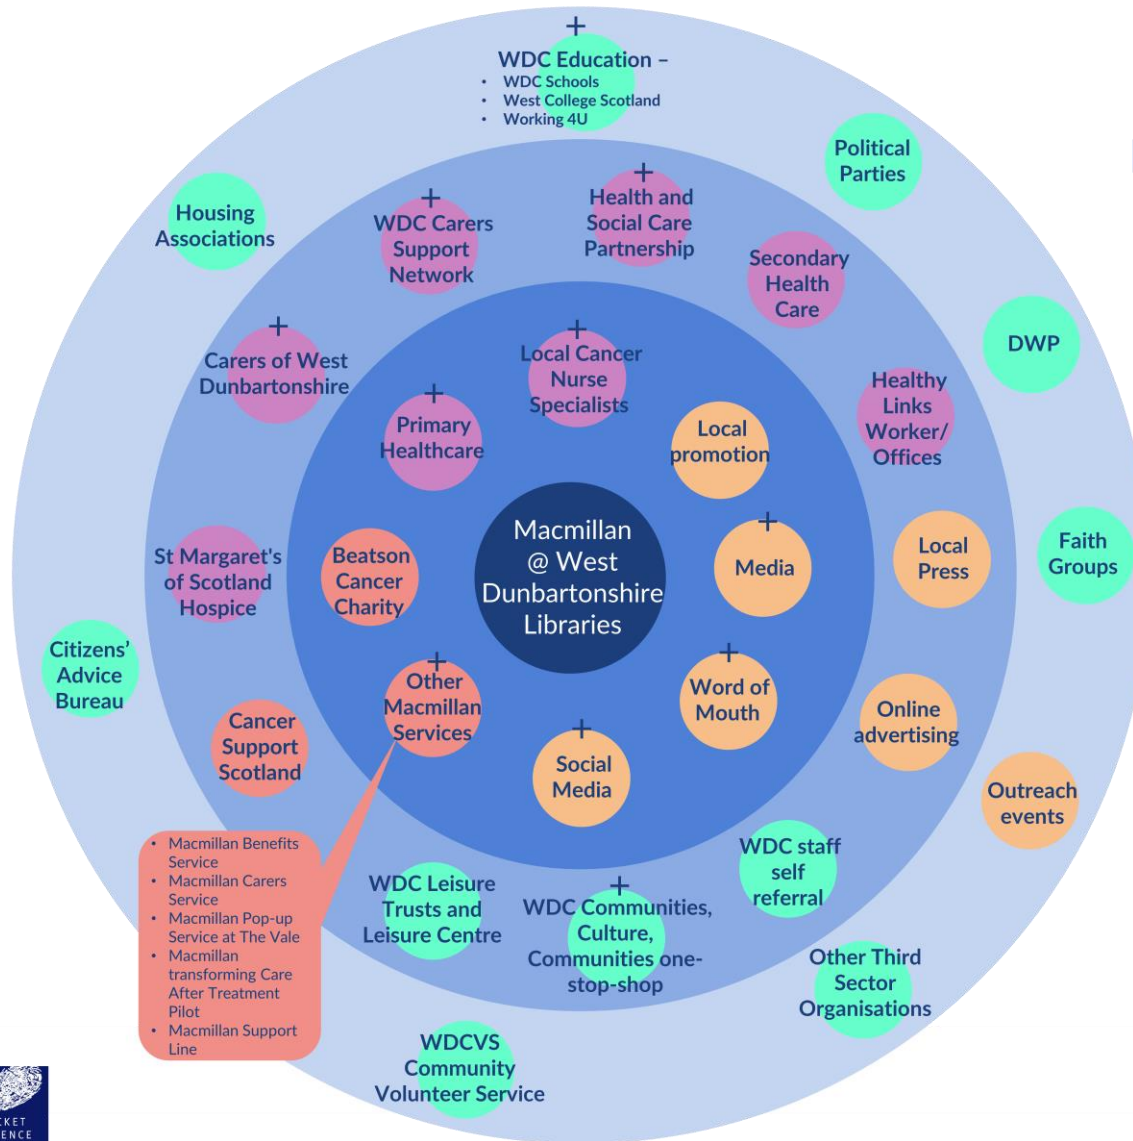 +
WDC Education –
• WDC Schools
• West College Scotland
• Working 4U
Political
Parties
Housing
Associations
+
WDC Carers
Support
Network
+
Health and
Social Care
Partnership
Secondary
Health
Care
DWP
+
Carers of West
Dunbartonshire
+
Local Cancer
Nurse
Specialists
Healthy
Links
Worker/
Offices
+
Primary
Healthcare
Local
promotion
Macmillan
@ West
Dunbartonshire
Libraries
St Margaret's
of Scotland
Hospice
Beatson
Cancer
Charity
+
Media
Local
Press
Faith
Groups
Citizens’
Advice
Bureau
+
Other
Macmillan
Services
+
Word of
Mouth
Online
advertising
Cancer
Support
Scotland
+
Social
Media
Outreach
events
• Macmillan Benefits
Service
• Macmillan Carers
Service
• Macmillan Pop-up
Service at The Vale
• Macmillan
transforming Care
After Treatment
Pilot
• Macmillan Support
Line
WDC Leisure
Trusts and
Leisure Centre
+
WDC Communities,
Culture,
Communities one-
stop-shop
WDC staff
self
referral
Other Third
Sector
Organisations
WDCVS
Community
Volunteer Service
CKET
ENCE